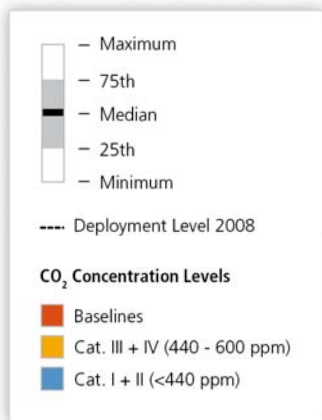 Maximum
75th
Median
25th
Minimum
Deployment Level 2008
CO₂ Concentration Levels
Baselines
Cat. III + IV (440 - 600 ppm)
Cat. I + II (<440 ppm)